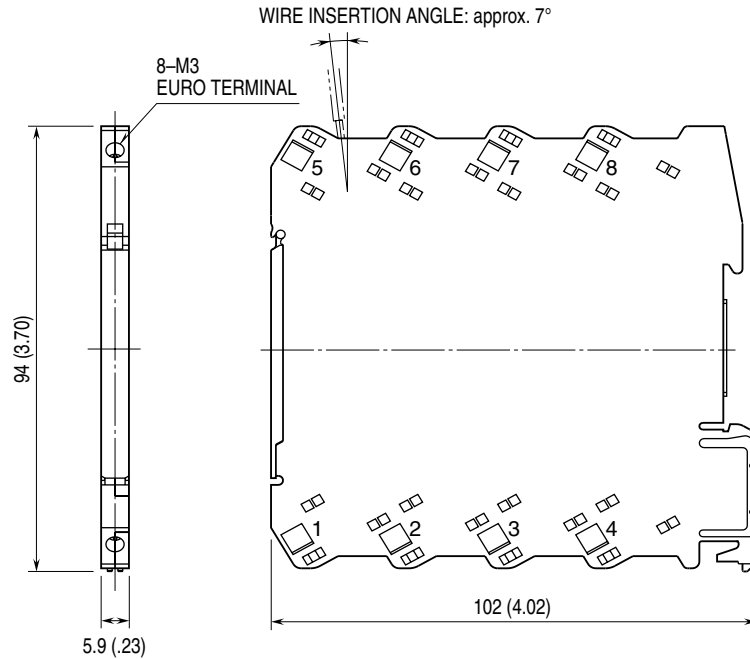 WIRE INSERTION ANGLE: approx. 7°
8–M3
EURO TERMINAL
5 6 7 8
94 (3.70)
1 2 3 4
102 (4.02)
5.9 (.23)